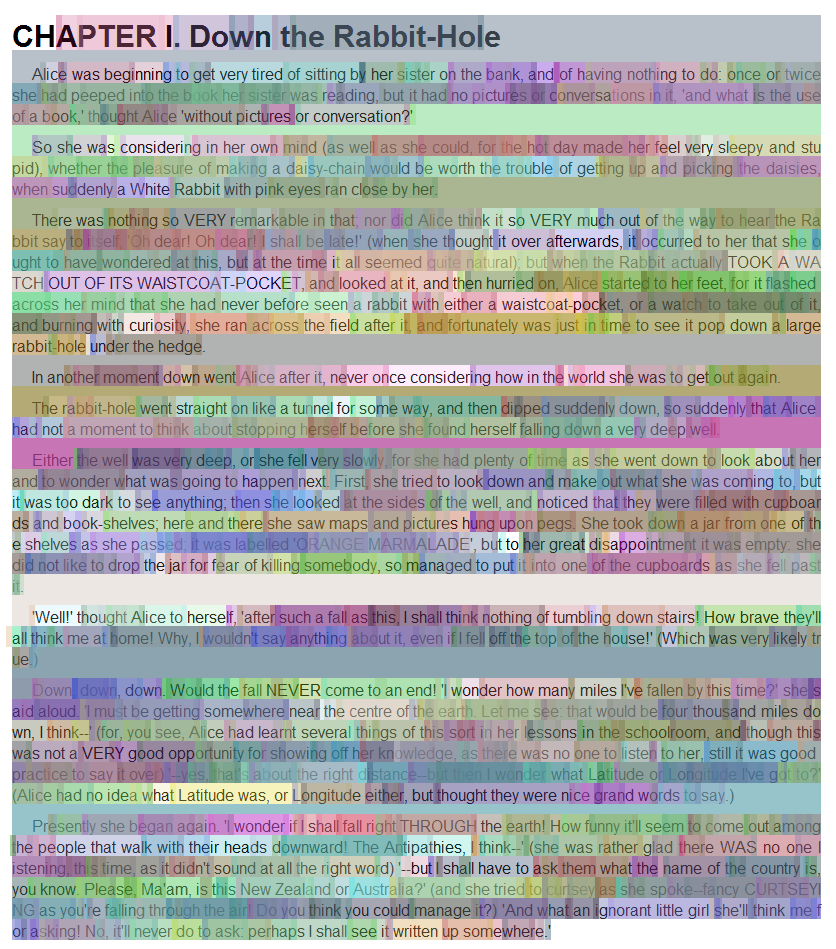 CHAPTER I. Down the Rabbit-Hole
Alice was beginning to get very tired of sitting by her sister on the bank, and of having nothing to do: once or twice
she had peeped into the book her sister was reading, but it had no pictures or conversations in it, 'and what is the use
of a book,' thought Alice 'without pictures or conversation?'
So she was considering in her own mind (as well as she could, for the hot day made her feel very sleepy and stu
pid), whether the pleasure of making a daisy-chain would be worth the trouble of getting up and picking the daisies,
when suddenly a White Rabbit with pink eyes ran close by her.
There was nothing so VERY remarkable in that; nor did Alice think it so VERY much out of the way to hear the Ra
bbit say to itself, 'Oh dear! Oh dear! I shall be late!' (when she thought it over afterwards, it occurred to her that she o
ught to have wondered at this, but at the time it all seemed quite natural); but when the Rabbit actually TOOK A WA
TCH OUT OF ITS WAISTCOAT-POCKET, and looked at it, and then hurried on, Alice started to her feet, for it flashed
across her mind that she had never before seen a rabbit with either a waistcoat-pocket, or a watch to take out of it,
and burning with curiosity, she ran across the field after it, and fortunately was just in time to see it pop down a large
rabbit-hole under the hedge.
In another moment down went Alice after it, never once considering how in the world she was to get out again.
The rabbit-hole went straight on like a tunnel for some way, and then dipped suddenly down, so suddenly that Alice
had not a moment to think about stopping herself before she found herself falling down a very deep well.
Either the well was very deep, or she fell very slowly, for she had plenty of time as she went down to look about her
and to wonder what was going to happen next. First, she tried to look down and make out what she was coming to, but
it was too dark to see anything; then she looked at the sides of the well, and noticed that they were filled with cupboar
ds and book-shelves; here and there she saw maps and pictures hung upon pegs. She took down a jar from one of th
e shelves as she passed; it was labelled 'ORANGE MARMALADE', but to her great disappointment it was empty: she
did not like to drop the jar for fear of killing somebody, so managed to put it into one of the cupboards as she fell past
it.
'Well!' thought Alice to herself, 'after such a fall as this, I shall think nothing of tumbling down stairs! How brave they'll
all think me at home! Why, I wouldn't say anything about it, even if I fell off the top of the house!' (Which was very likely tr
ue.)
Down, down, down. Would the fall NEVER come to an end! 'I wonder how many miles I've fallen by this time?' she s
aid aloud. 'I must be getting somewhere near the centre of the earth. Let me see: that would be four thousand miles do
wn, I think--' (for, you see, Alice had learnt several things of this sort in her lessons in the schoolroom, and though this
was not a VERY good opportunity for showing off her knowledge, as there was no one to listen to her, still it was good
practice to say it over) '--yes, that's about the right distance--but then I wonder what Latitude or Longitude I've got to?'
(Alice had no idea what Latitude was, or Longitude either, but thought they were nice grand words to say.)
Presently she began again. 'I wonder if I shall fall right THROUGH the earth! How funny it'll seem to come out among
the people that walk with their heads downward! The Antipathies, I think--' (she was rather glad there WAS no one l
istening, this time, as it didn't sound at all the right word) '--but I shall have to ask them what the name of the country is,
you know. Please, Ma'am, is this New Zealand or Australia?' (and she tried to curtsey as she spoke--fancy CURTSEYI
NG as you're falling through the air! Do you think you could manage it?) 'And what an ignorant little girl she'll think me f
or asking! No, it'll never do to ask: perhaps I shall see it written up somewhere.'